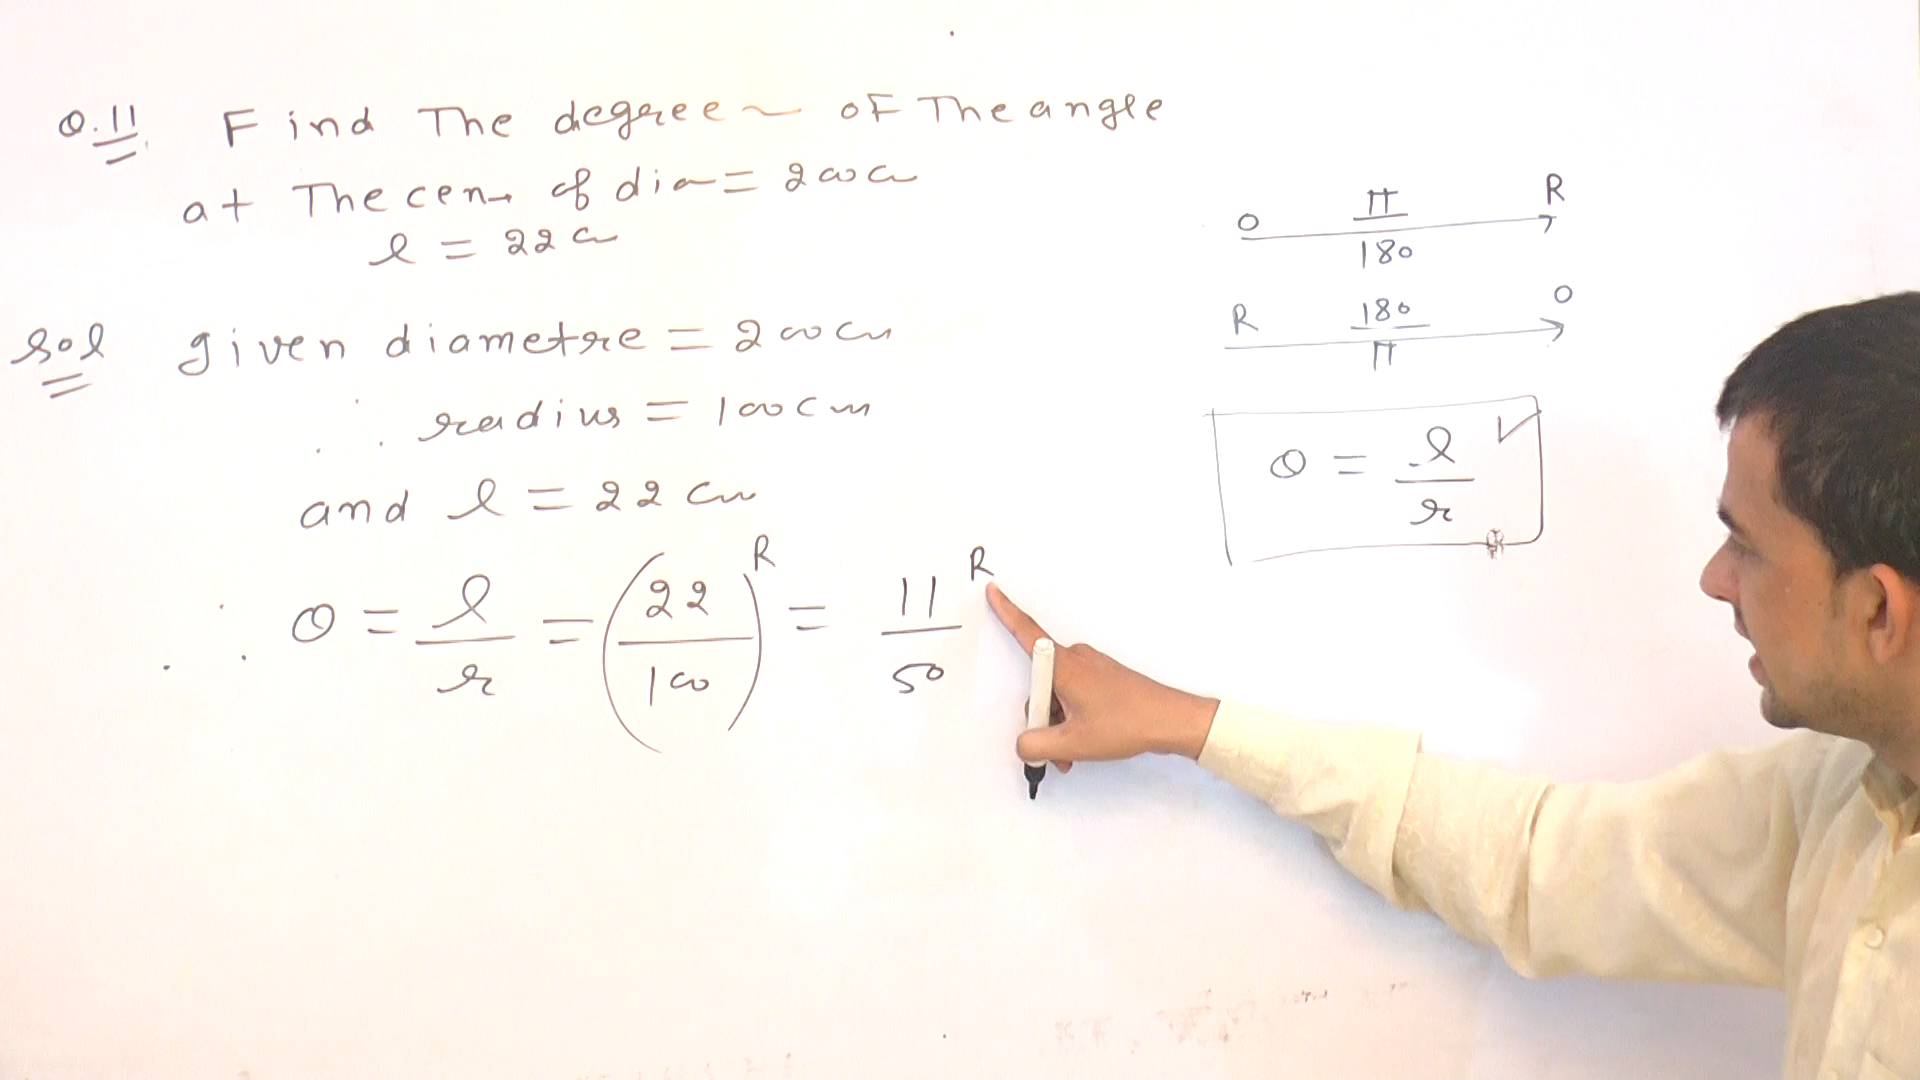 Q.11. Find The degree of The angle
at The cen of dia = 200 cm
l = 22 cm
Sol given diametre = 200 cm
∴ radius = 100 cm
and l = 22 cm
∴ θ = l/r = (22/100)^R = 11/50^R
O π/180 R
R 180/π O
θ = l/r ✓